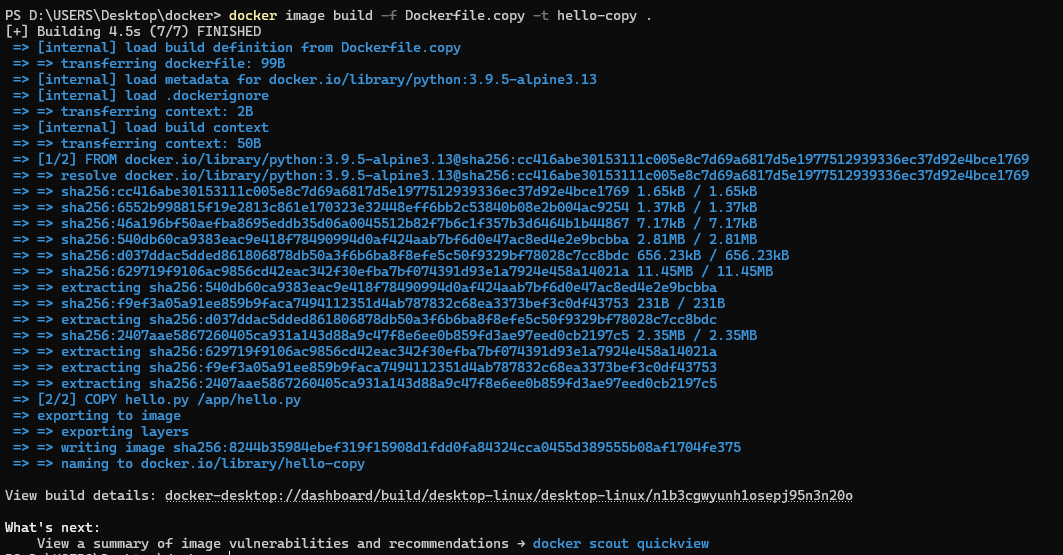 PS D:\USERS\Desktop\docker> docker image build -f Dockerfile.copy -t hello-copy .
[+] Building 4.5s (7/7) FINISHED
=> [internal] load build definition from Dockerfile.copy
=> => transferring dockerfile: 99B
=> [internal] load metadata for docker.io/library/python:3.9.5-alpine3.13
=> [internal] load .dockerignore
=> => transferring context: 2B
=> [internal] load build context
=> => transferring context: 50B
=> [1/2] FROM docker.io/library/python:3.9.5-alpine3.13@sha256:cc416abe30153111c005e8c7d69a6817d5e1977512939336ec37d92e4bce1769
=> => resolve docker.io/library/python:3.9.5-alpine3.13@sha256:cc416abe30153111c005e8c7d69a6817d5e1977512939336ec37d92e4bce1769
=> => sha256:cc416abe30153111c005e8c7d69a6817d5e1977512939336ec37d92e4bce1769 1.65kB / 1.65kB
=> => sha256:6552b998815f19e2813c861e170323e32448eff6bb2c53840b08e2b004ac9254 1.37kB / 1.37kB
=> => sha256:46a196bf50aefba8695eddb35d06a0045512b82f7b6c1f357b3d6464b1b44867 7.17kB / 7.17kB
=> => sha256:540db60ca9383eac9e418f78490994d0af424aab7bf6d0e47ac8ed4e2e9bcbba 2.81MB / 2.81MB
=> => sha256:d037ddac5dded861806878db50a3f6b6ba8f8efe5c50f9329bf78028c7cc8bdc 656.23kB / 656.23kB
=> => sha256:629719f9106ac9856cd42eac342f30efba7bf074391d93e1a7924e458a14021a 11.45MB / 11.45MB
=> => extracting sha256:540db60ca9383eac9e418f78490994d0af424aab7bf6d0e47ac8ed4e2e9bcbba
=> => sha256:f9ef3a05a91ee859b9faca7494112351d4ab787832c68ea3373bef3c0df43753 231B / 231B
=> => extracting sha256:d037ddac5dded861806878db50a3f6b6ba8f8efe5c50f9329bf78028c7cc8bdc
=> => sha256:2407aae5867260405ca931a143d88a9c47f8e6ee0b859fd3ae97eed0cb2197c5 2.35MB / 2.35MB
=> => extracting sha256:629719f9106ac9856cd42eac342f30efba7bf074391d93e1a7924e458a14021a
=> => extracting sha256:f9ef3a05a91ee859b9faca7494112351d4ab787832c68ea3373bef3c0df43753
=> => extracting sha256:2407aae5867260405ca931a143d88a9c47f8e6ee0b859fd3ae97eed0cb2197c5
=> [2/2] COPY hello.py /app/hello.py
=> exporting to image
=> => exporting layers
=> => writing image sha256:8244b35984ebef319f15908d1fdd0fa84324cca0455d389555b08af1704fe375
=> => naming to docker.io/library/hello-copy
View build details: docker-desktop://dashboard/build/desktop-linux/desktop-linux/n1b3cgwyunh1osepj95n3n20o
What's next:
View a summary of image vulnerabilities and recommendations → docker scout quickview